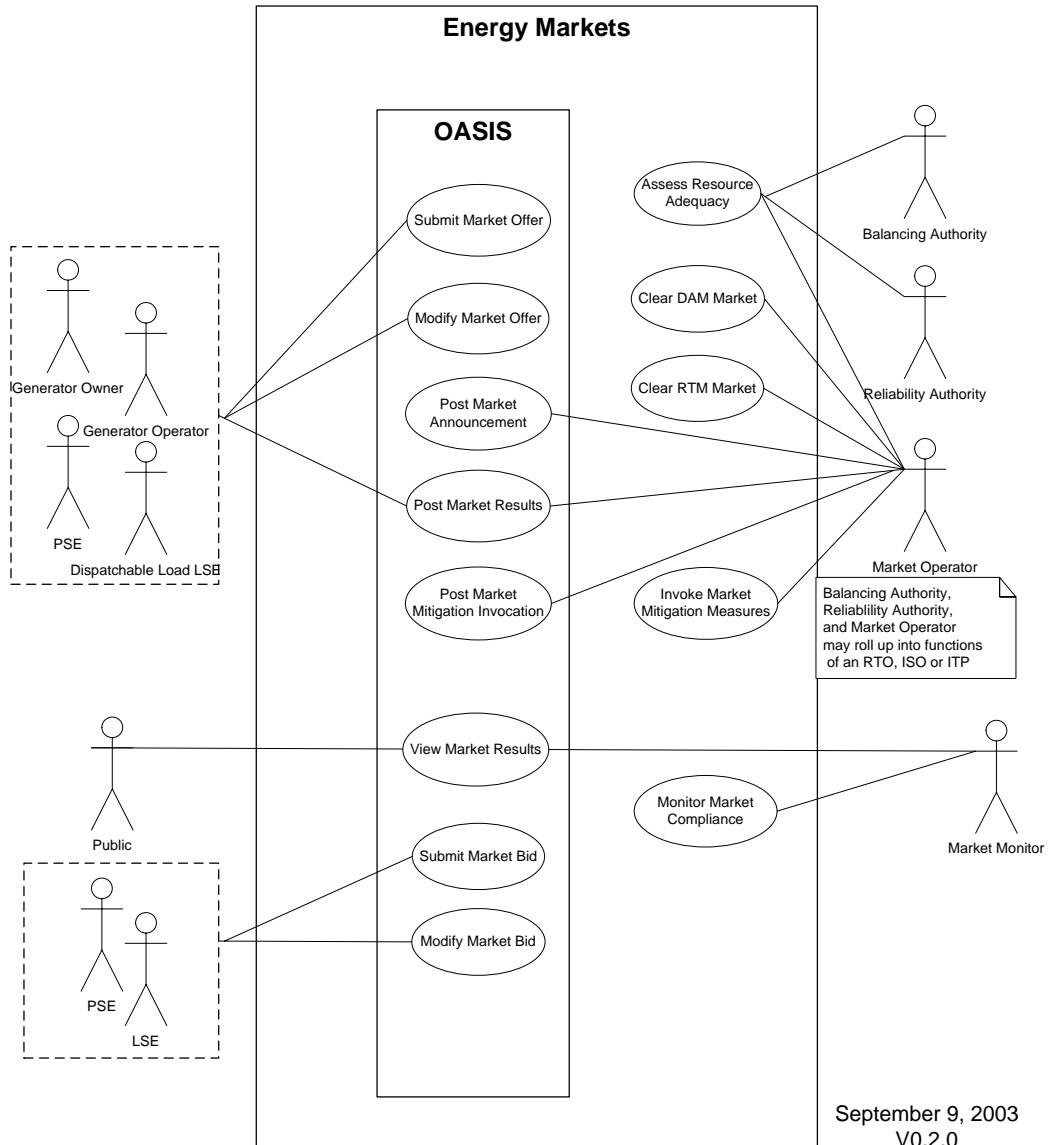 Energy Markets
OASIS
Submit Market Offer
Modify Market Offer
Post Market
Announcement
Post Market Results
Post Market
Mitigation Invocation
View Market Results
Submit Market Bid
Modify Market Bid
Assess Resource
Adequacy
Clear DAM Market
Clear RTM Market
Invoke Market
Mitigation Measures
Monitor Market
Compliance
Generator Owner
Generator Operator
PSE
Dispatchable Load LSE
Public
PSE
LSE
Balancing Authority
Reliability Authority
Market Operator
Balancing Authority,
Reliablility Authority,
and Market Operator
may roll up into functions
of an RTO, ISO or ITP
Market Monitor
September 9, 2003
V0.2.0